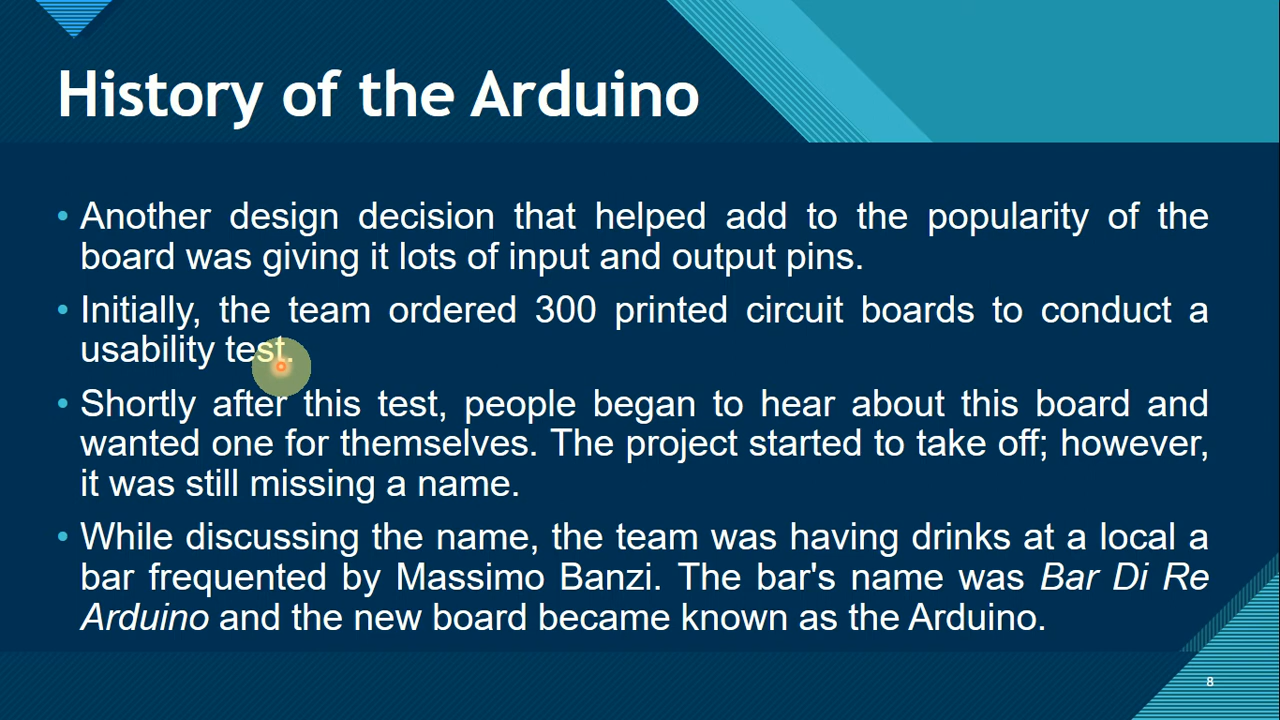 History of the Arduino
• Another design decision that helped add to the popularity of the
board was giving it lots of input and output pins.
• Initially, the team ordered 300 printed circuit boards to conduct a
usability test.
• Shortly after this test, people began to hear about this board and
wanted one for themselves. The project started to take off; however,
it was still missing a name.
• While discussing the name, the team was having drinks at a local a
bar frequented by Massimo Banzi. The bar's name was Bar Di Re
Arduino and the new board became known as the Arduino.
8